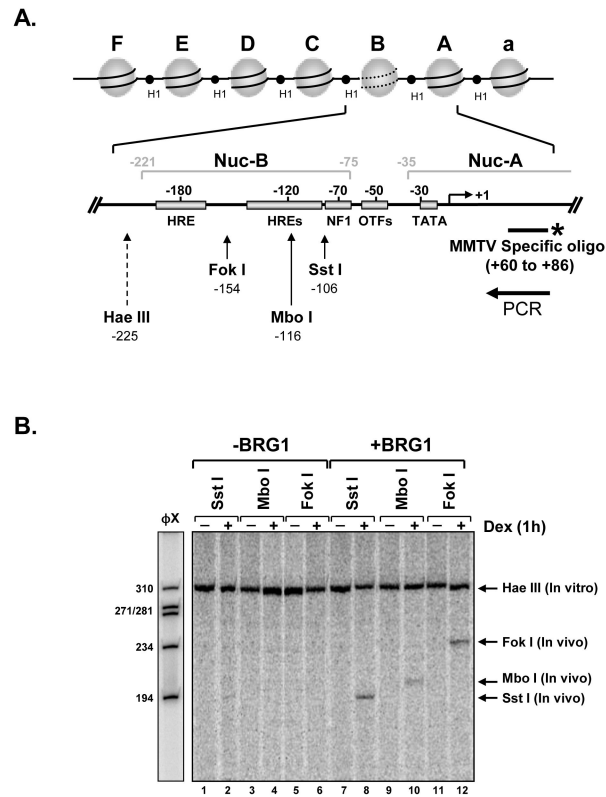 A.
F E D C B A a
H1 H1 H1 H1 H1 H1
-221 Nuc-B -75 -35 Nuc-A
-180 -120 -70 -50 -30 +1
HRE HREs NF1 OTFs TATA
MMTV Specific oligo
(+60 to +86)
*
Fok I Sst I
-154 -106
PCR
Hae III Mbo I
-225 -116
B.
-BRG1 +BRG1
Sst I Mbo I Fok I Sst I Mbo I Fok I
ϕX
– + – + – + – + – + – + Dex (1h)
310 Hae III (In vitro)
271/281
234 Fok I (In vivo)
Mbo I (In vivo)
194 Sst I (In vivo)
1 2 3 4 5 6 7 8 9 10 11 12